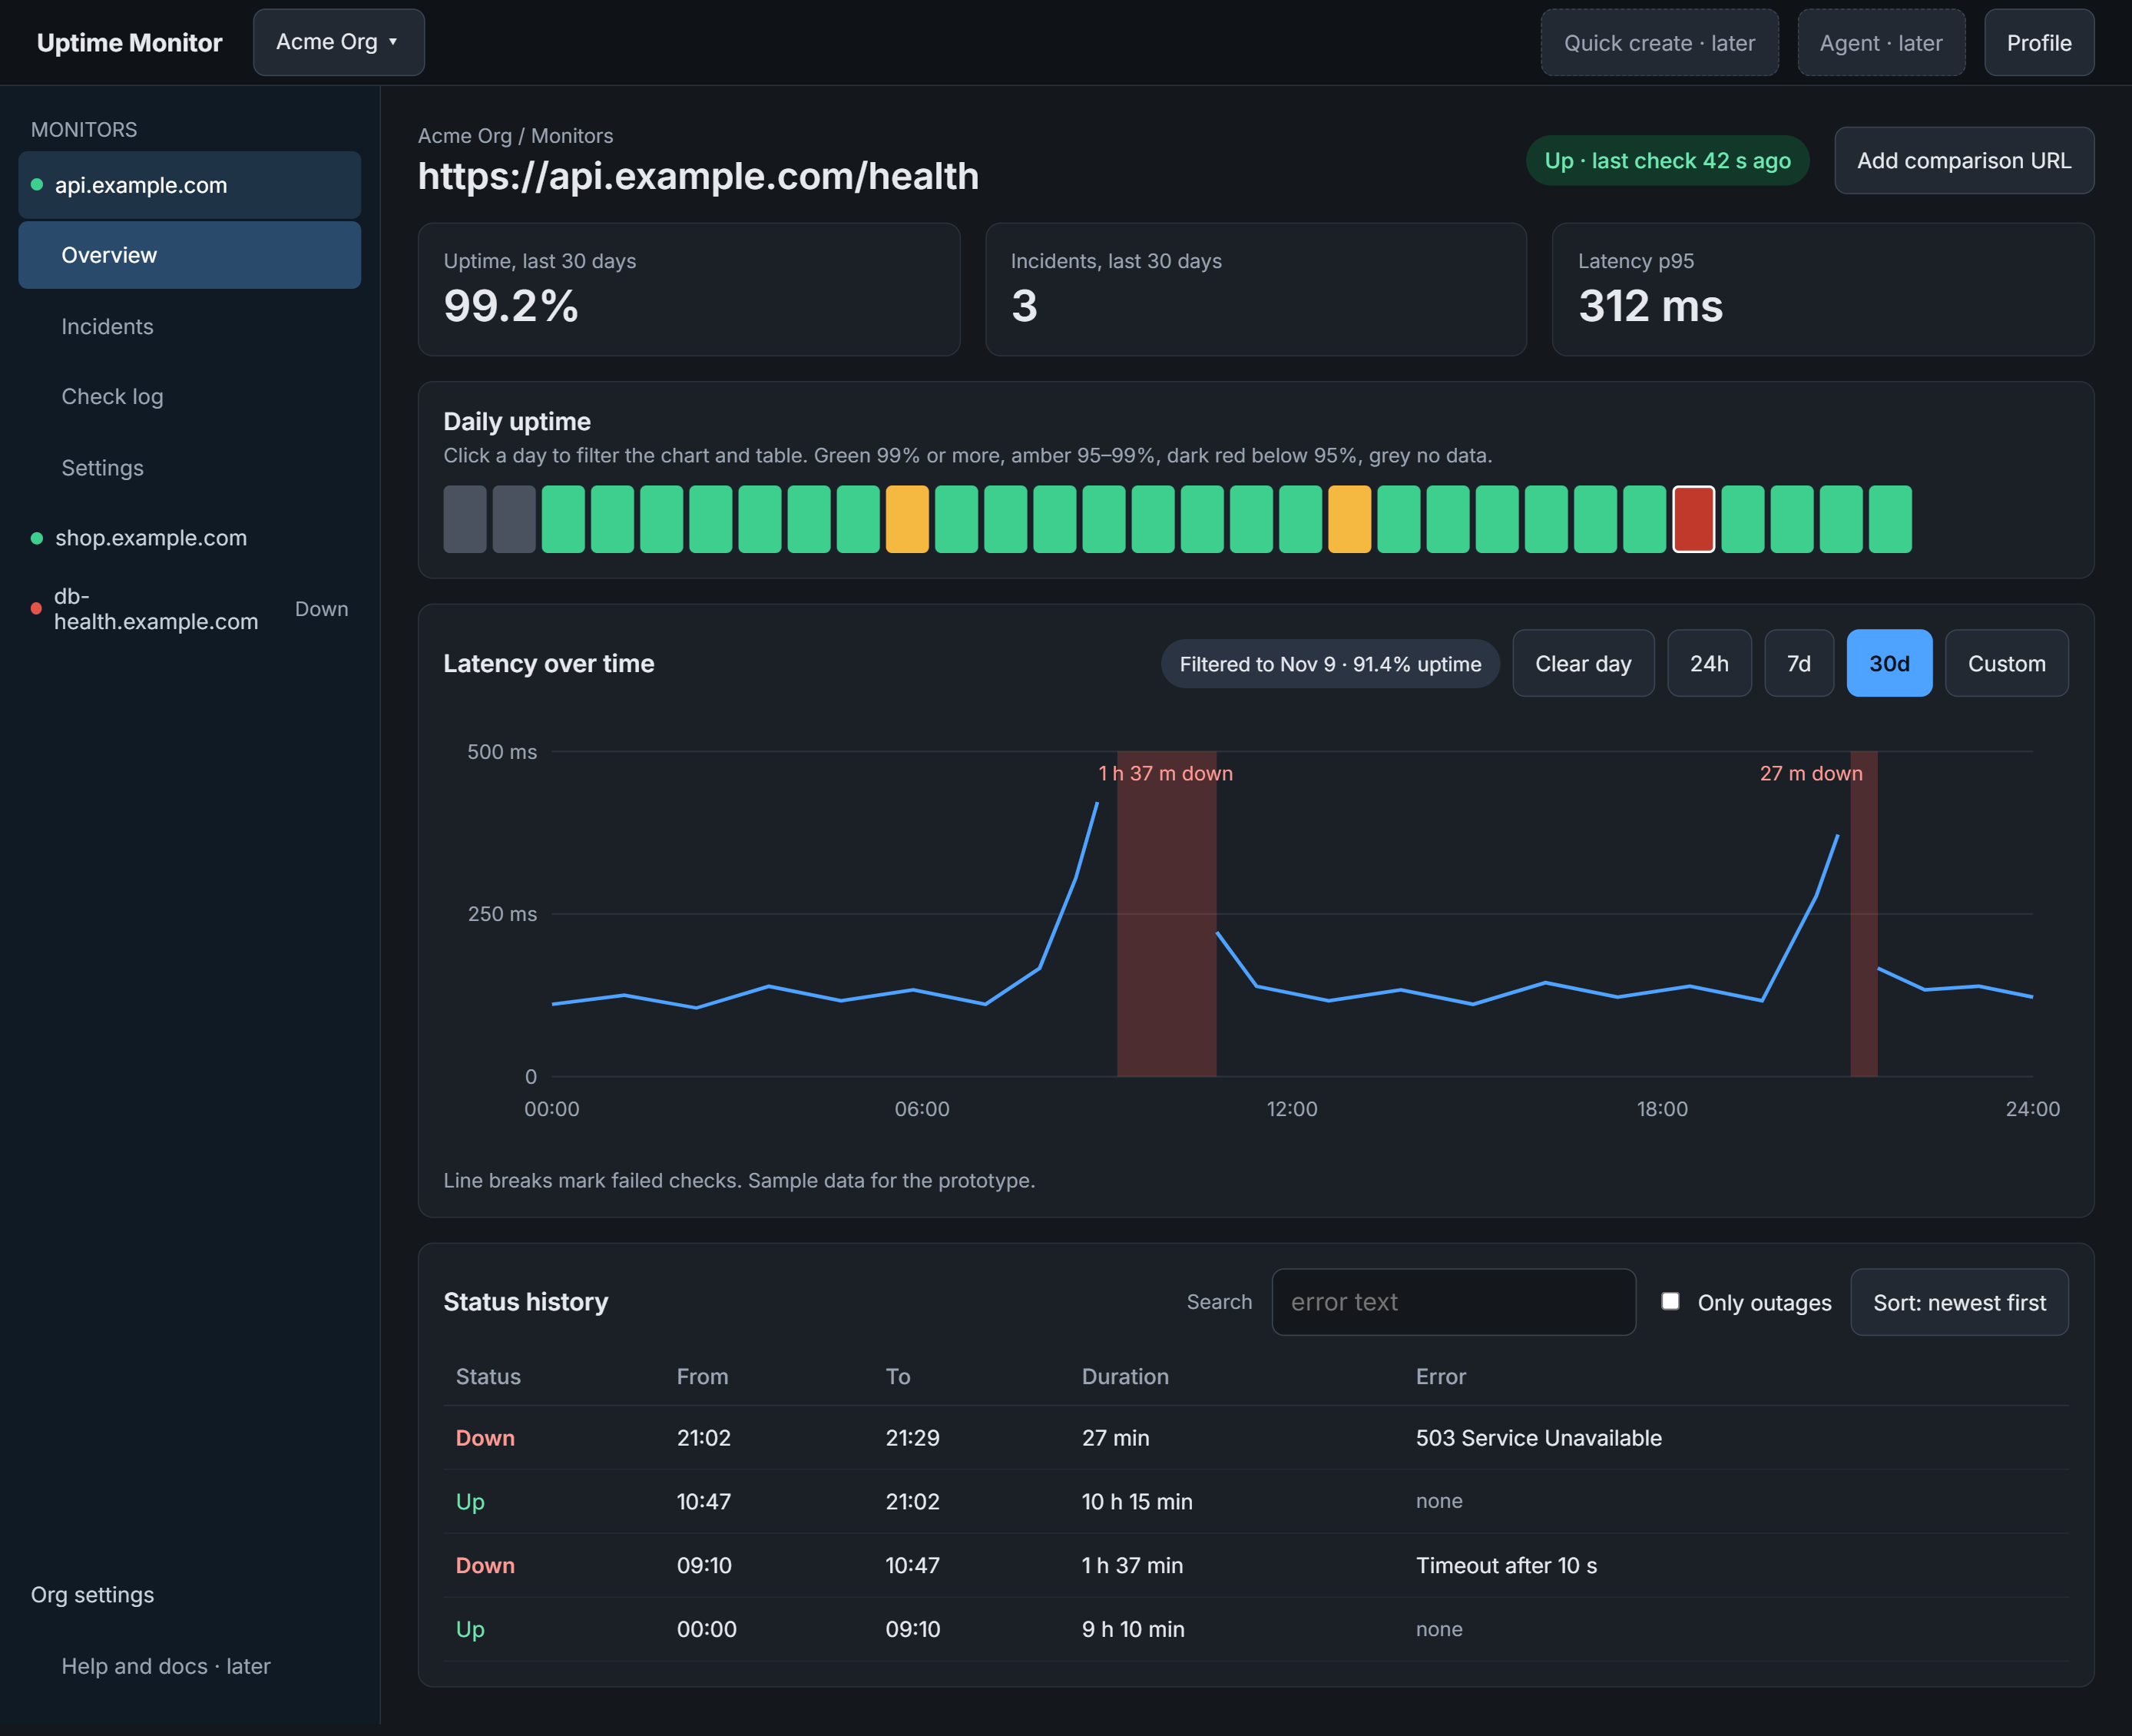 Uptime Monitor
Acme Org ▾
Quick create · later
Agent · later
Profile
MONITORS
api.example.com
Overview
Incidents
Check log
Settings
shop.example.com
db-
health.example.com
Down
Org settings
Help and docs · later
Acme Org / Monitors
https://api.example.com/health
Up · last check 42 s ago
Add comparison URL
Uptime, last 30 days
99.2%
Incidents, last 30 days
3
Latency p95
312 ms
Daily uptime
Click a day to filter the chart and table. Green 99% or more, amber 95–99%, dark red below 95%, grey no data.
Latency over time
Filtered to Nov 9 · 91.4% uptime
Clear day
24h
7d
30d
Custom
500 ms
1 h 37 m down
27 m down
250 ms
0
00:00
06:00
12:00
18:00
24:00
Line breaks mark failed checks. Sample data for the prototype.
Status history
Search
error text
Only outages
Sort: newest first
Status From To Duration Error
Down 21:02 21:29 27 min 503 Service Unavailable
Up 10:47 21:02 10 h 15 min none
Down 09:10 10:47 1 h 37 min Timeout after 10 s
Up 00:00 09:10 9 h 10 min none